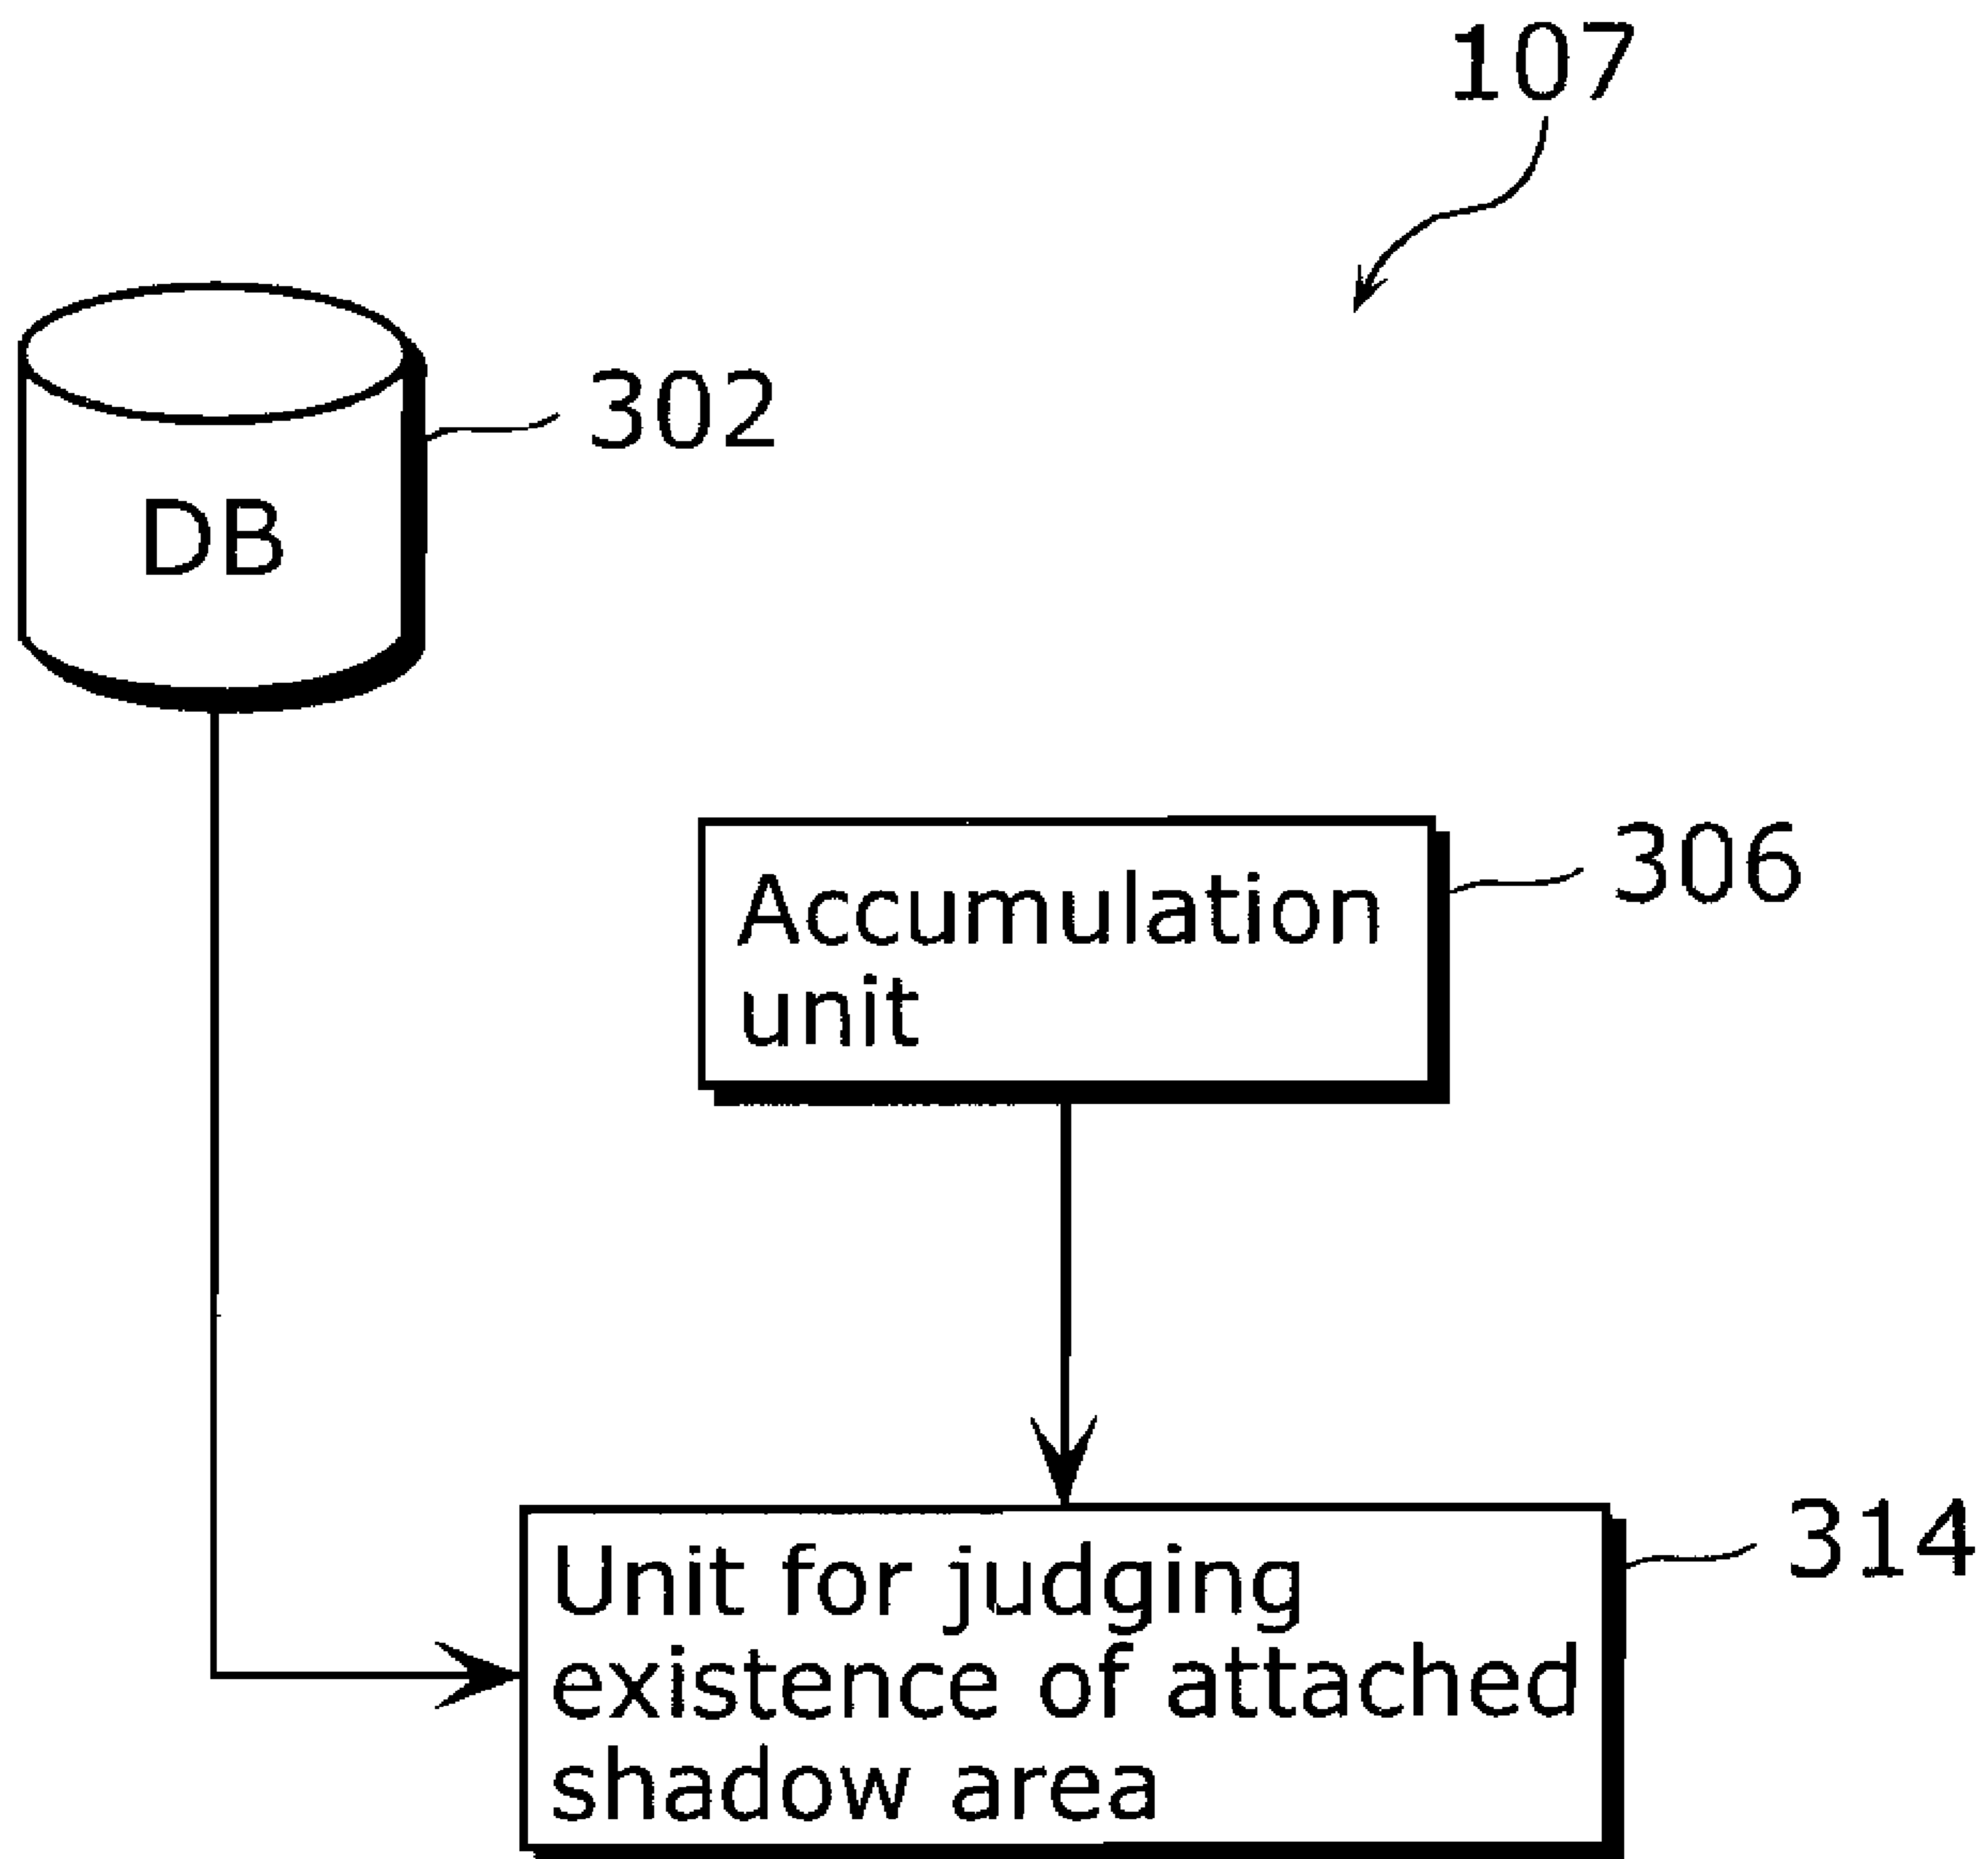 107
302
DB
306
Accumulation
unit
314
Unit for judging
existence of attached
shadow area